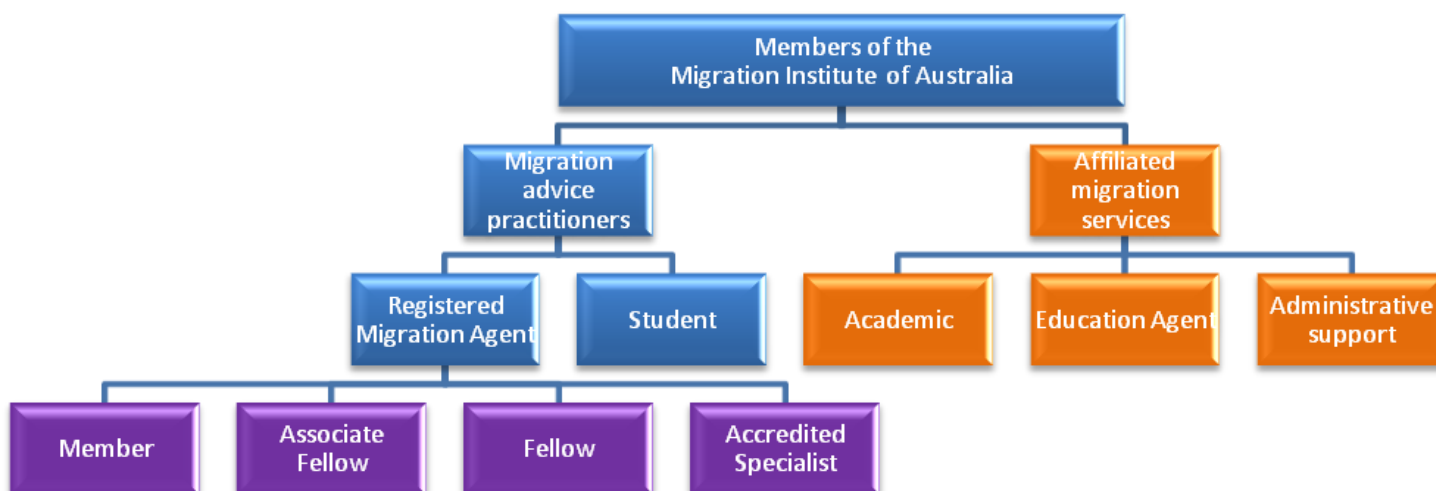 Members of the
Migration Institute of Australia
Migration
advice
practitioners
Affiliated
migration
services
Registered
Migration Agent
Student
Academic
Education Agent
Administrative
support
Member
Associate
Fellow
Fellow
Accredited
Specialist